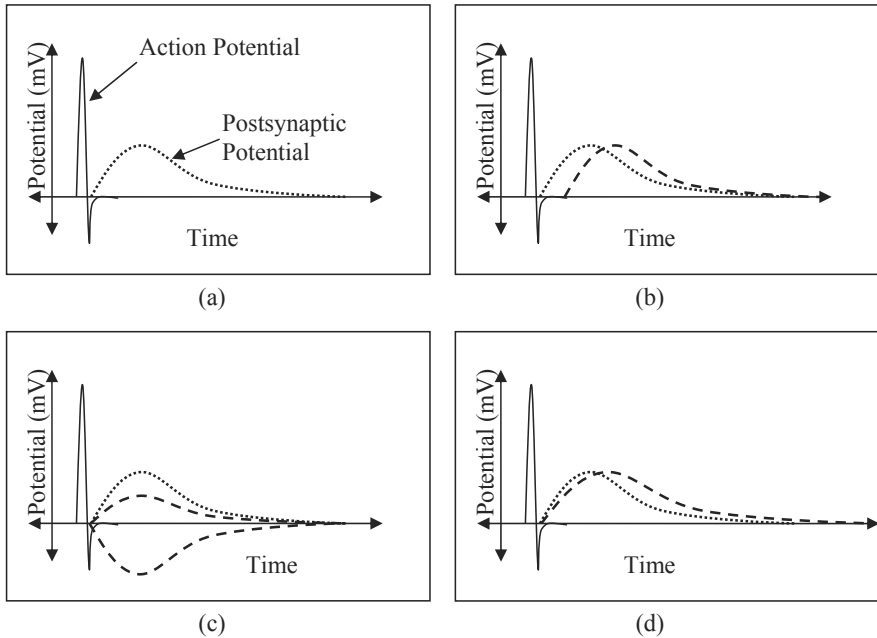 Potential (mV)
Action Potential
Postsynaptic
Potential
Time
(a)
Potential (mV)
Time
(b)
Potential (mV)
Time
(c)
Potential (mV)
Time
(d)